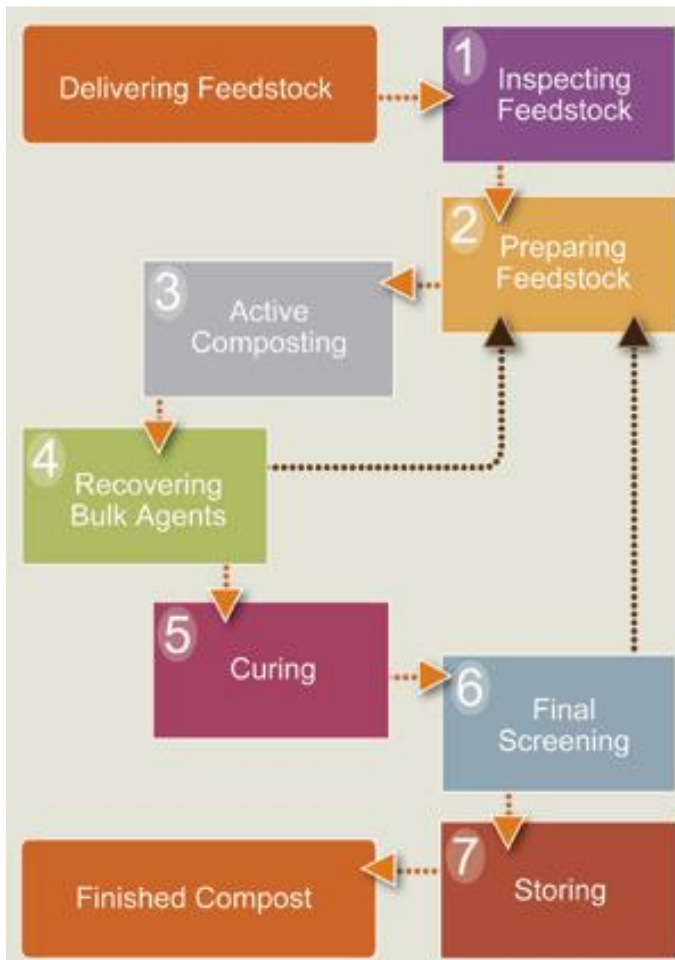 Delivering Feedstock
1
Inspecting
Feedstock
2
Preparing
Feedstock
3
Active
Composting
4
Recovering
Bulk Agents
5
Curing
6
Final
Screening
7
Storing
Finished Compost